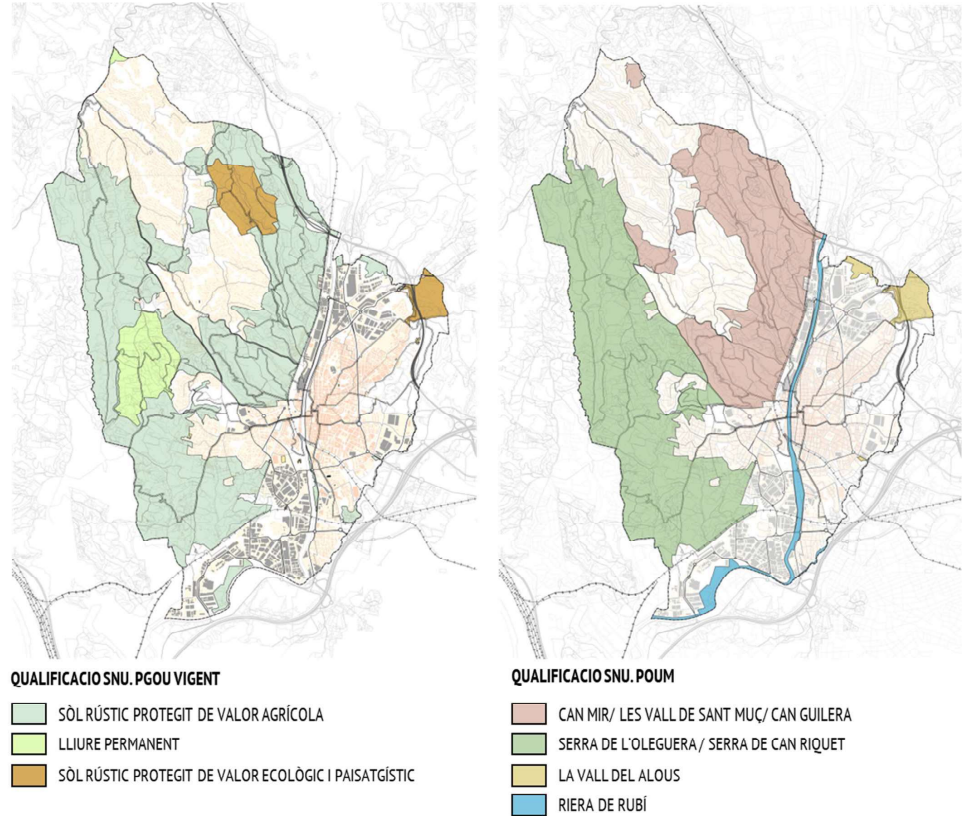 QUALIFICACIO SNU. PGOU VIGENT
SÒL RÚSTIC PROTEGIT DE VALOR AGRÍCOLA
LLIURE PERMANENT
SÒL RÚSTIC PROTEGIT DE VALOR ECOLÒGIC I PAISATGÍSTIC
QUALIFICACIO SNU. POUM
CAN MIR/ LES VALL DE SANT MUÇ/ CAN GUILERA
SERRA DE L'OLEGUERA / SERRA DE CAN RIQUET
LA VALL DEL ALOUS
RIERA DE RUBÍ